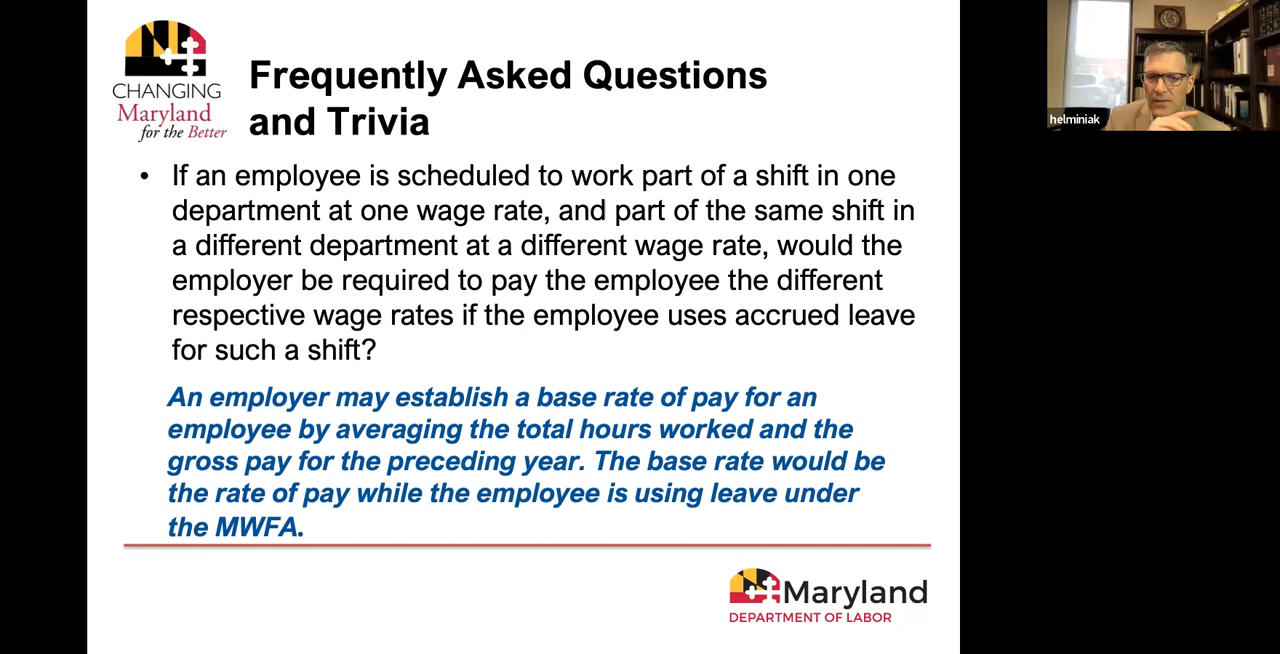 CHANGING
Maryland
for the Better
Frequently Asked Questions
and Trivia
• If an employee is scheduled to work part of a shift in one
department at one wage rate, and part of the same shift in
a different department at a different wage rate, would the
employer be required to pay the employee the different
respective wage rates if the employee uses accrued leave
for such a shift?
An employer may establish a base rate of pay for an
employee by averaging the total hours worked and the
gross pay for the preceding year. The base rate would be
the rate of pay while the employee is using leave under
the MWFA.
Maryland
DEPARTMENT OF LABOR
helminiak